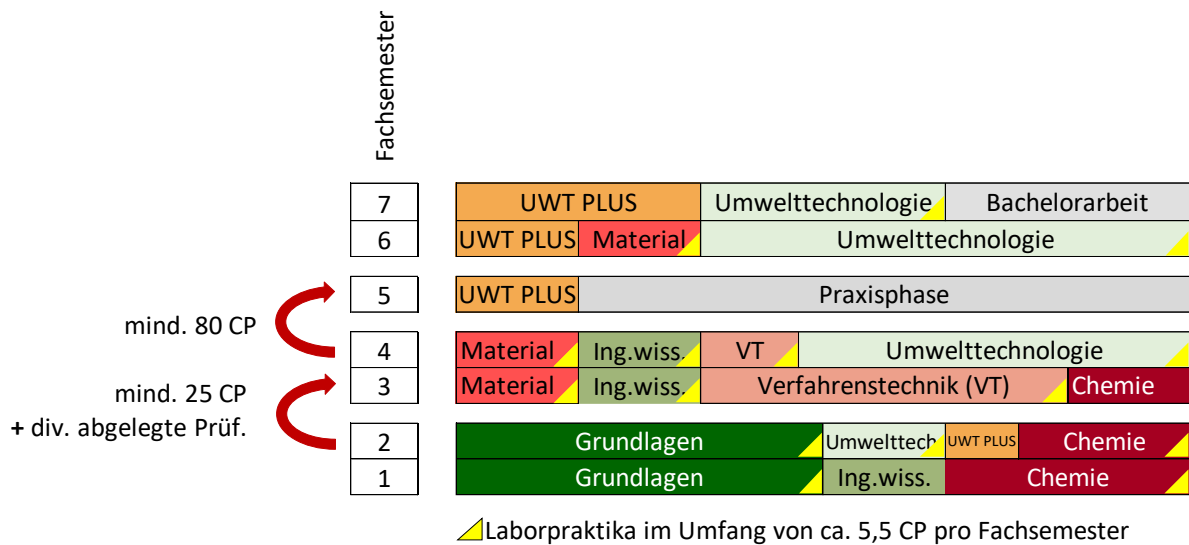 Fachsemester
7 UWT PLUS Umwelttechnologie Bachelorarbeit
6 UWT PLUS Material Umwelttechnologie
5 UWT PLUS Praxisphase
mind. 80 CP
4 Material Ing.wiss. VT Umwelttechnologie
3 Material Ing.wiss. Verfahrenstechnik (VT) Chemie
mind. 25 CP
+ div. abgelegte Prüf.
2 Grundlagen Umwelttech UWT PLUS Chemie
1 Grundlagen Ing.wiss. Chemie
Laborpraktika im Umfang von ca. 5,5 CP pro Fachsemester